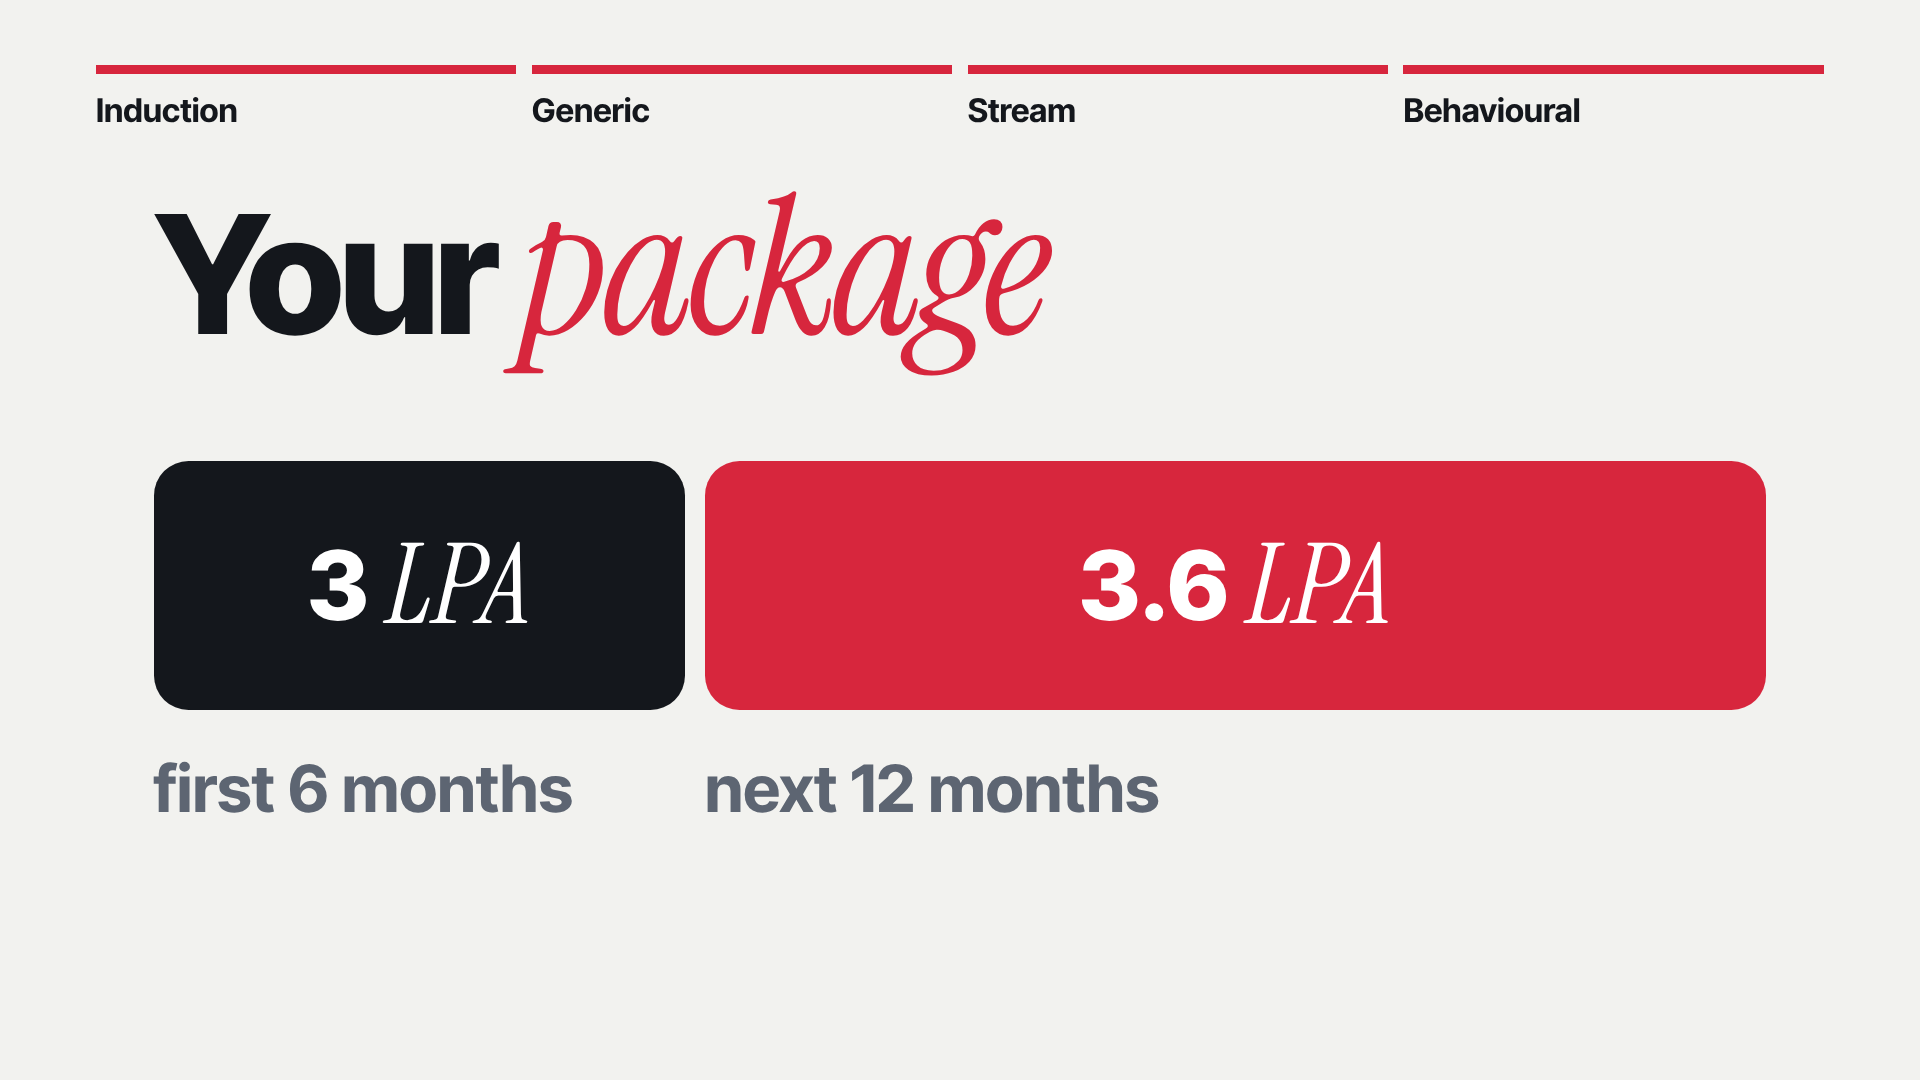 Induction
Generic
Stream
Behavioural
Your package
3 LPA
3.6 LPA
first 6 months
next 12 months